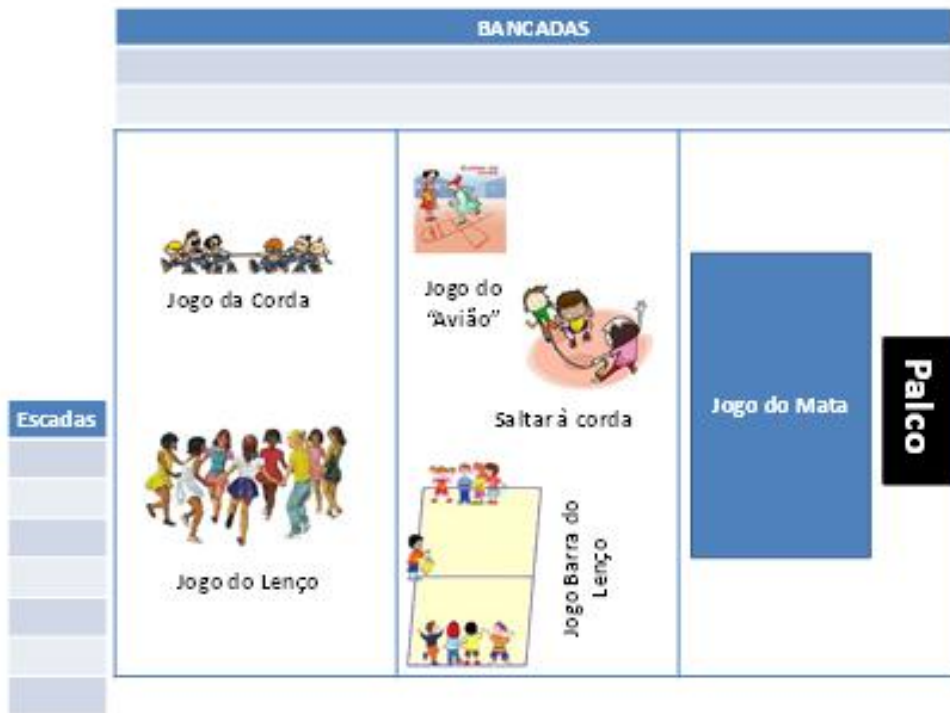 BANCADAS
Jogo da Corda
Jogo do
"Avião"
Saltar à corda
Jogo do Mata
Palco
Escadas
Jogo do Lenço
Jogo Barra do
Lenço